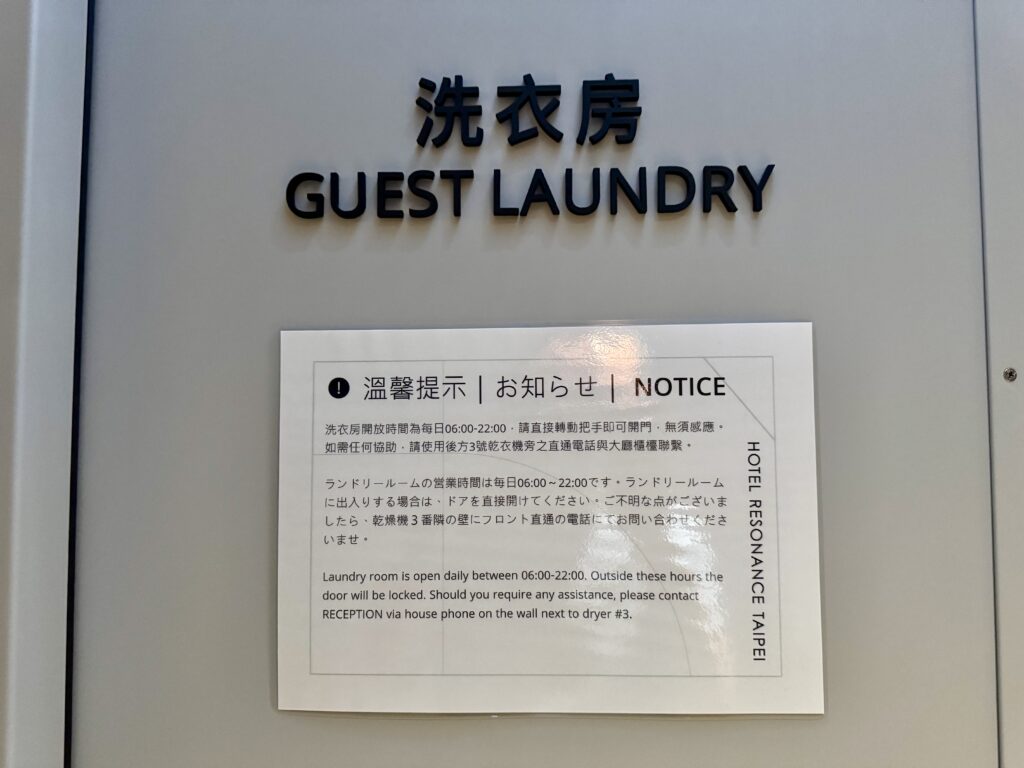 洗衣房
GUEST LAUNDRY
! 溫馨提示 | お知らせ | NOTICE
洗衣房開放時間為每日06:00-22:00，請直接轉動把手即可開門，無須感應。
如需任何協助，請使用後方3號乾衣機旁之直通電話與大廳櫃檯聯繫。
ランドリールームの営業時間は毎日06:00～22:00です。ランドリールーム
に出入りする場合は、ドアを直接開けてください。ご不明な点がございま
したら、乾燥機３番隣の壁にフロント直通の電話にてお問い合わせくださ
いませ。
Laundry room is open daily between 06:00-22:00. Outside these hours the
door will be locked. Should you require any assistance, please contact
RECEPTION via house phone on the wall next to dryer #3.
HOTEL RESONANCE TAIPEI